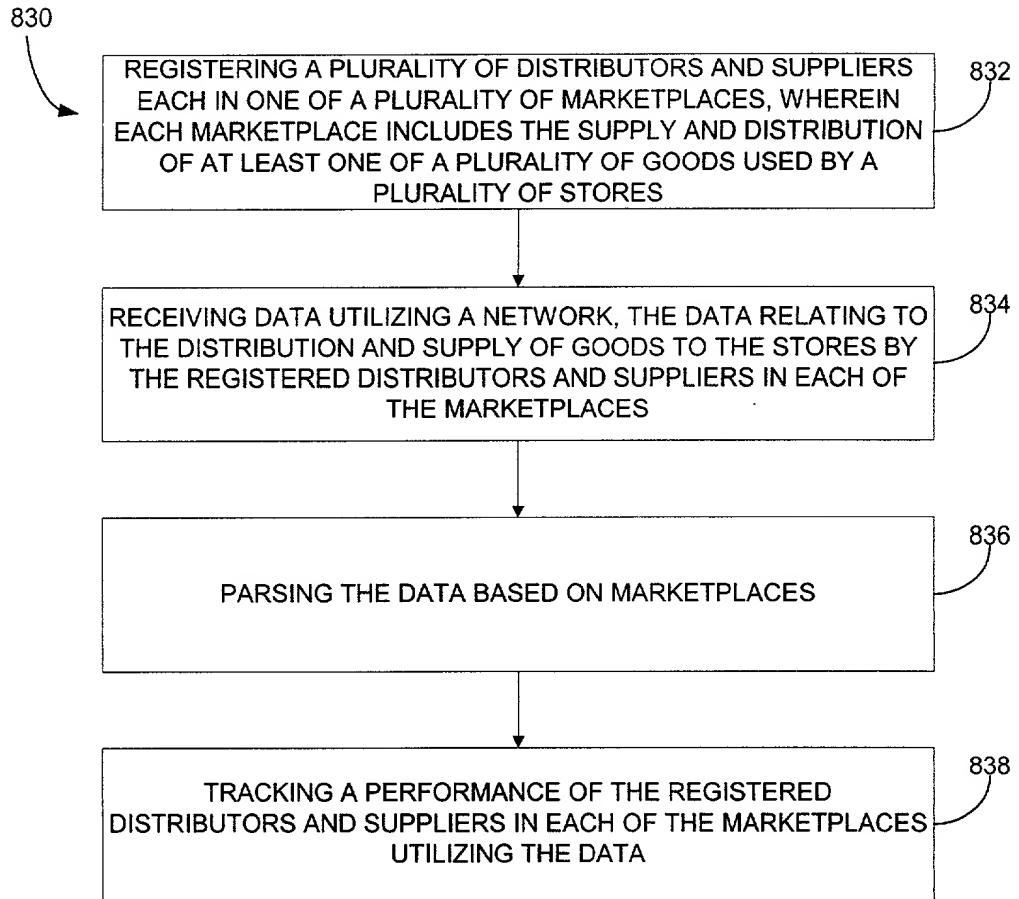 830
REGISTERING A PLURALITY OF DISTRIBUTORS AND SUPPLIERS
EACH IN ONE OF A PLURALITY OF MARKETPLACES, WHEREIN
EACH MARKETPLACE INCLUDES THE SUPPLY AND DISTRIBUTION
OF AT LEAST ONE OF A PLURALITY OF GOODS USED BY A
PLURALITY OF STORES
832
RECEIVING DATA UTILIZING A NETWORK, THE DATA RELATING TO
THE DISTRIBUTION AND SUPPLY OF GOODS TO THE STORES BY
THE REGISTERED DISTRIBUTORS AND SUPPLIERS IN EACH OF
THE MARKETPLACES
834
PARSING THE DATA BASED ON MARKETPLACES
836
TRACKING A PERFORMANCE OF THE REGISTERED
DISTRIBUTORS AND SUPPLIERS IN EACH OF THE MARKETPLACES
UTILIZING THE DATA
838